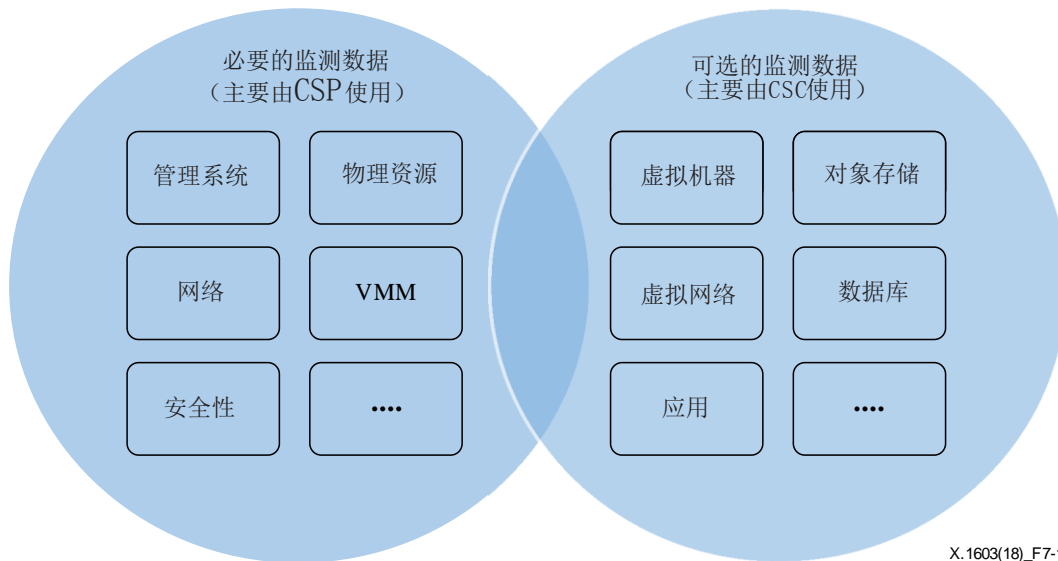 必要的监测数据
（主要由CSP使用）
管理系统
物理资源
网络
VMM
安全性
····
可选的监测数据
（主要由CSC使用）
虚拟机器
对象存储
虚拟网络
数据库
应用
····